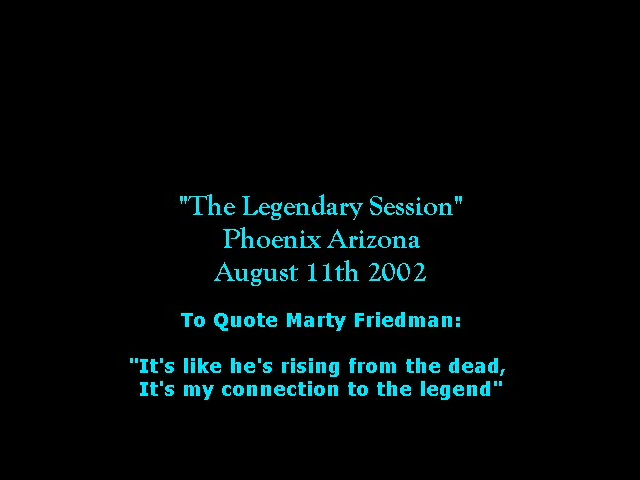 "The Legendary Session"
Phoenix Arizona
August 11th 2002
To Quote Marty Friedman:
"It's like he's rising from the dead,
It's my connection to the legend"